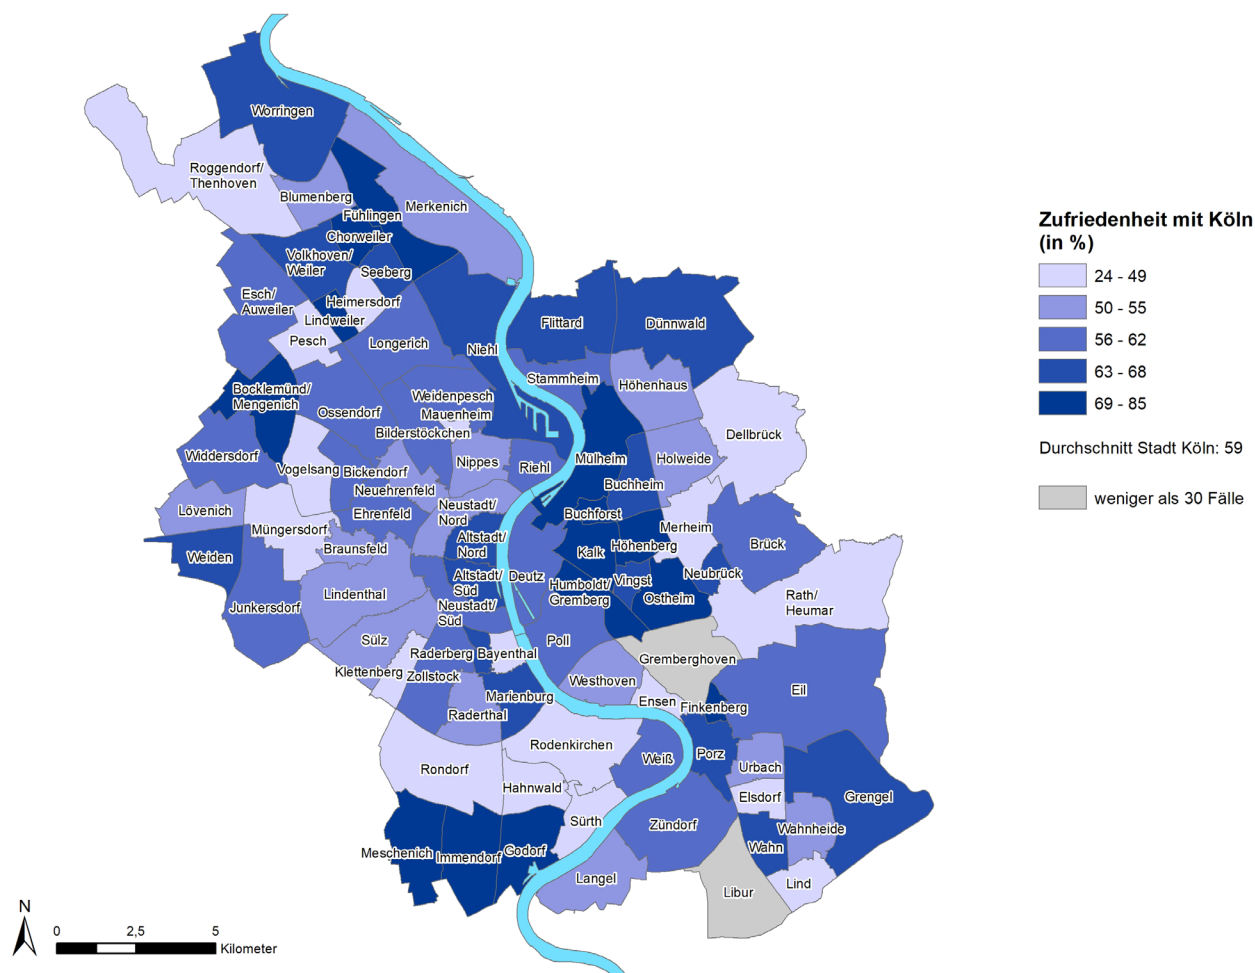 Worringen
Roggendorf/
Thenhoven
Blumenberg
Merkenich
Fühlingen
Chorweiler
Volkhoven/
Weiler
Seeberg
Esch/
Auweiler
Heimersdorf
Lindweiler
Pesch
Longerich
Niehl
Flittard
Dünnwald
Stammheim
Höhenhaus
Bocklemünd/
Mengenich
Weidenpesch
Ossendorf
Mauenheim
Bilderstöckchen
Dellbrück
Widdersdorf
Vogelsang
Bickendorf
Nippes
Riehl
Mülheim
Holweide
Neuehrenfeld
Buchheim
Lövenich
Ehrenfeld
Neustadt/
Nord
Buchforst
Müngersdorf
Merheim
Braunsfeld
Altstadt/
Nord
Kalk
Höhenberg
Brück
Weiden
Altstadt/
Süd
Deutz
Humboldt/
Gremberg
Vingst
Neubrück
Junkersdorf
Lindenthal
Neustadt/
Süd
Ostheim
Rath/
Heumar
Sülz
Poll
Raderberg
Bayenthal
Gremberghoven
Klettenberg
Zollstock
Westhoven
Eil
Marienburg
Ensen
Finkenberg
Raderthal
Rodenkirchen
Weiß
Porz
Urbach
Rondorf
Hahnwald
Elsdorf
Grengel
Sürth
Zündorf
Wahnheide
Meschenich
Immendorf
Godorf
Wahn
Langel
Libur
Lind
Zufriedenheit mit Köln
(in %)
24 - 49
50 - 55
56 - 62
63 - 68
69 - 85
Durchschnitt Stadt Köln: 59
weniger als 30 Fälle
N
0 2,5 5
Kilometer